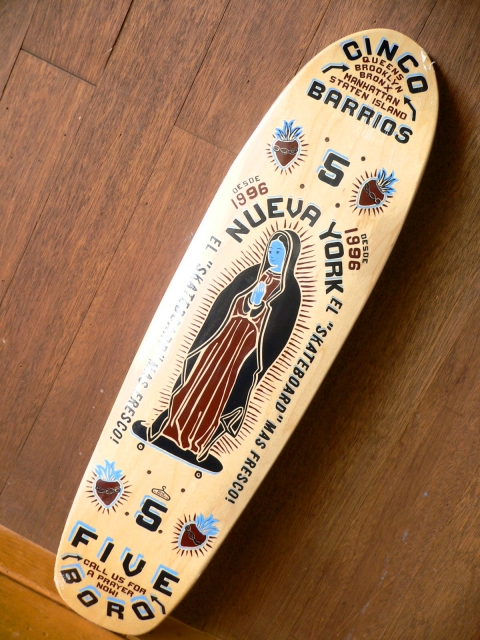 CINCO
QUEENS
BROOKLYN
BRONX
MANHATTAN
STATEN ISLAND
BARRIOS
5
DESDE
1996
NUEVA YORK
DESDE
1996
EL "SKATEBOARD" MAS FRESCO!
EL "SKATEBOARD" MAS FRESCO!
5
FIVE
CALL US FOR
A PRAYER
NOW!
BORO